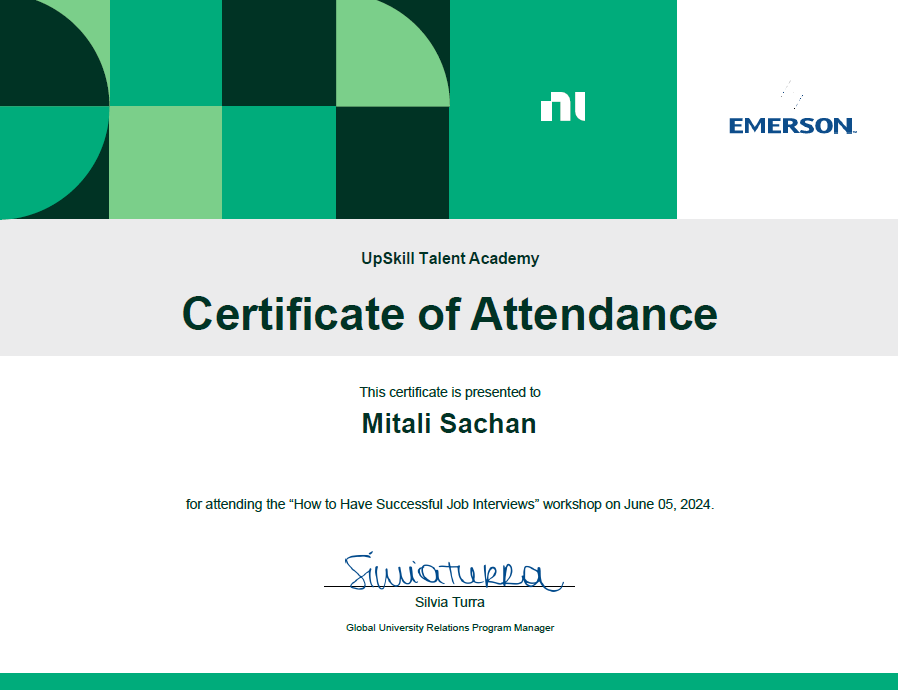 ni
EMERSON™
UpSkill Talent Academy
Certificate of Attendance
This certificate is presented to
Mitali Sachan
for attending the “How to Have Successful Job Interviews” workshop on June 05, 2024.
Silvia Turra
Silvia Turra
Global University Relations Program Manager